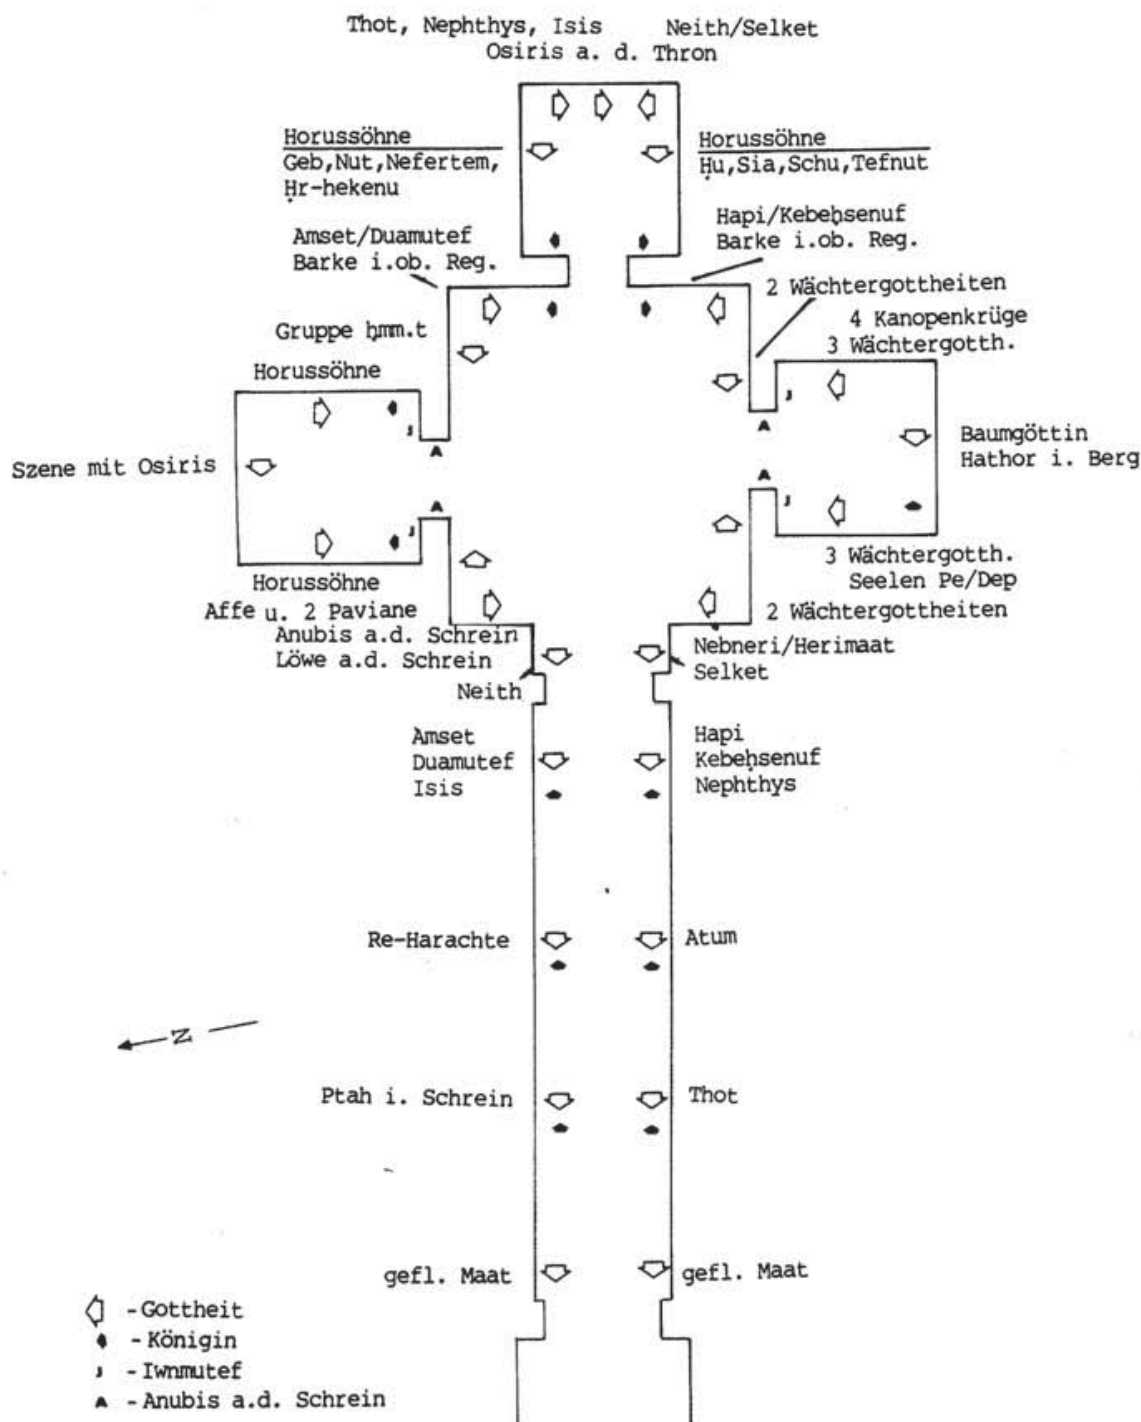 Thot, Nephthys, Isis Neith/Selket
Osiris a. d. Thron
Horussöhne
Geb,Nut,Nefertem,
Ḥr-hekenu
Horussöhne
Ḥu,Sia,Schu,Tefnut
Amset/Duamutef
Barke i.ob. Reg.
Hapi/Kebeḥsenuf
Barke i.ob. Reg.
2 Wächtergottheiten
Gruppe ḥmm.t
4 Kanopenkrüge
3 Wächtergotth.
Horussöhne
Szene mit Osiris
Baumgöttin
Hathor i. Berg
Horussöhne
Affe u. 2 Paviane
Anubis a.d. Schrein
Löwe a.d. Schrein
Neith
3 Wächtergotth.
Seelen Pe/Dep
2 Wächtergottheiten
Nebneri/Herimaat
Selket
Amset
Duamutef
Isis
Hapi
Kebeḥsenuf
Nephthys
Re-Harachte
Atum
N
Ptah i. Schrein
Thot
gefl. Maat
gefl. Maat
- Gottheit
- Königin
J - Iwnmutef
A - Anubis a.d. Schrein